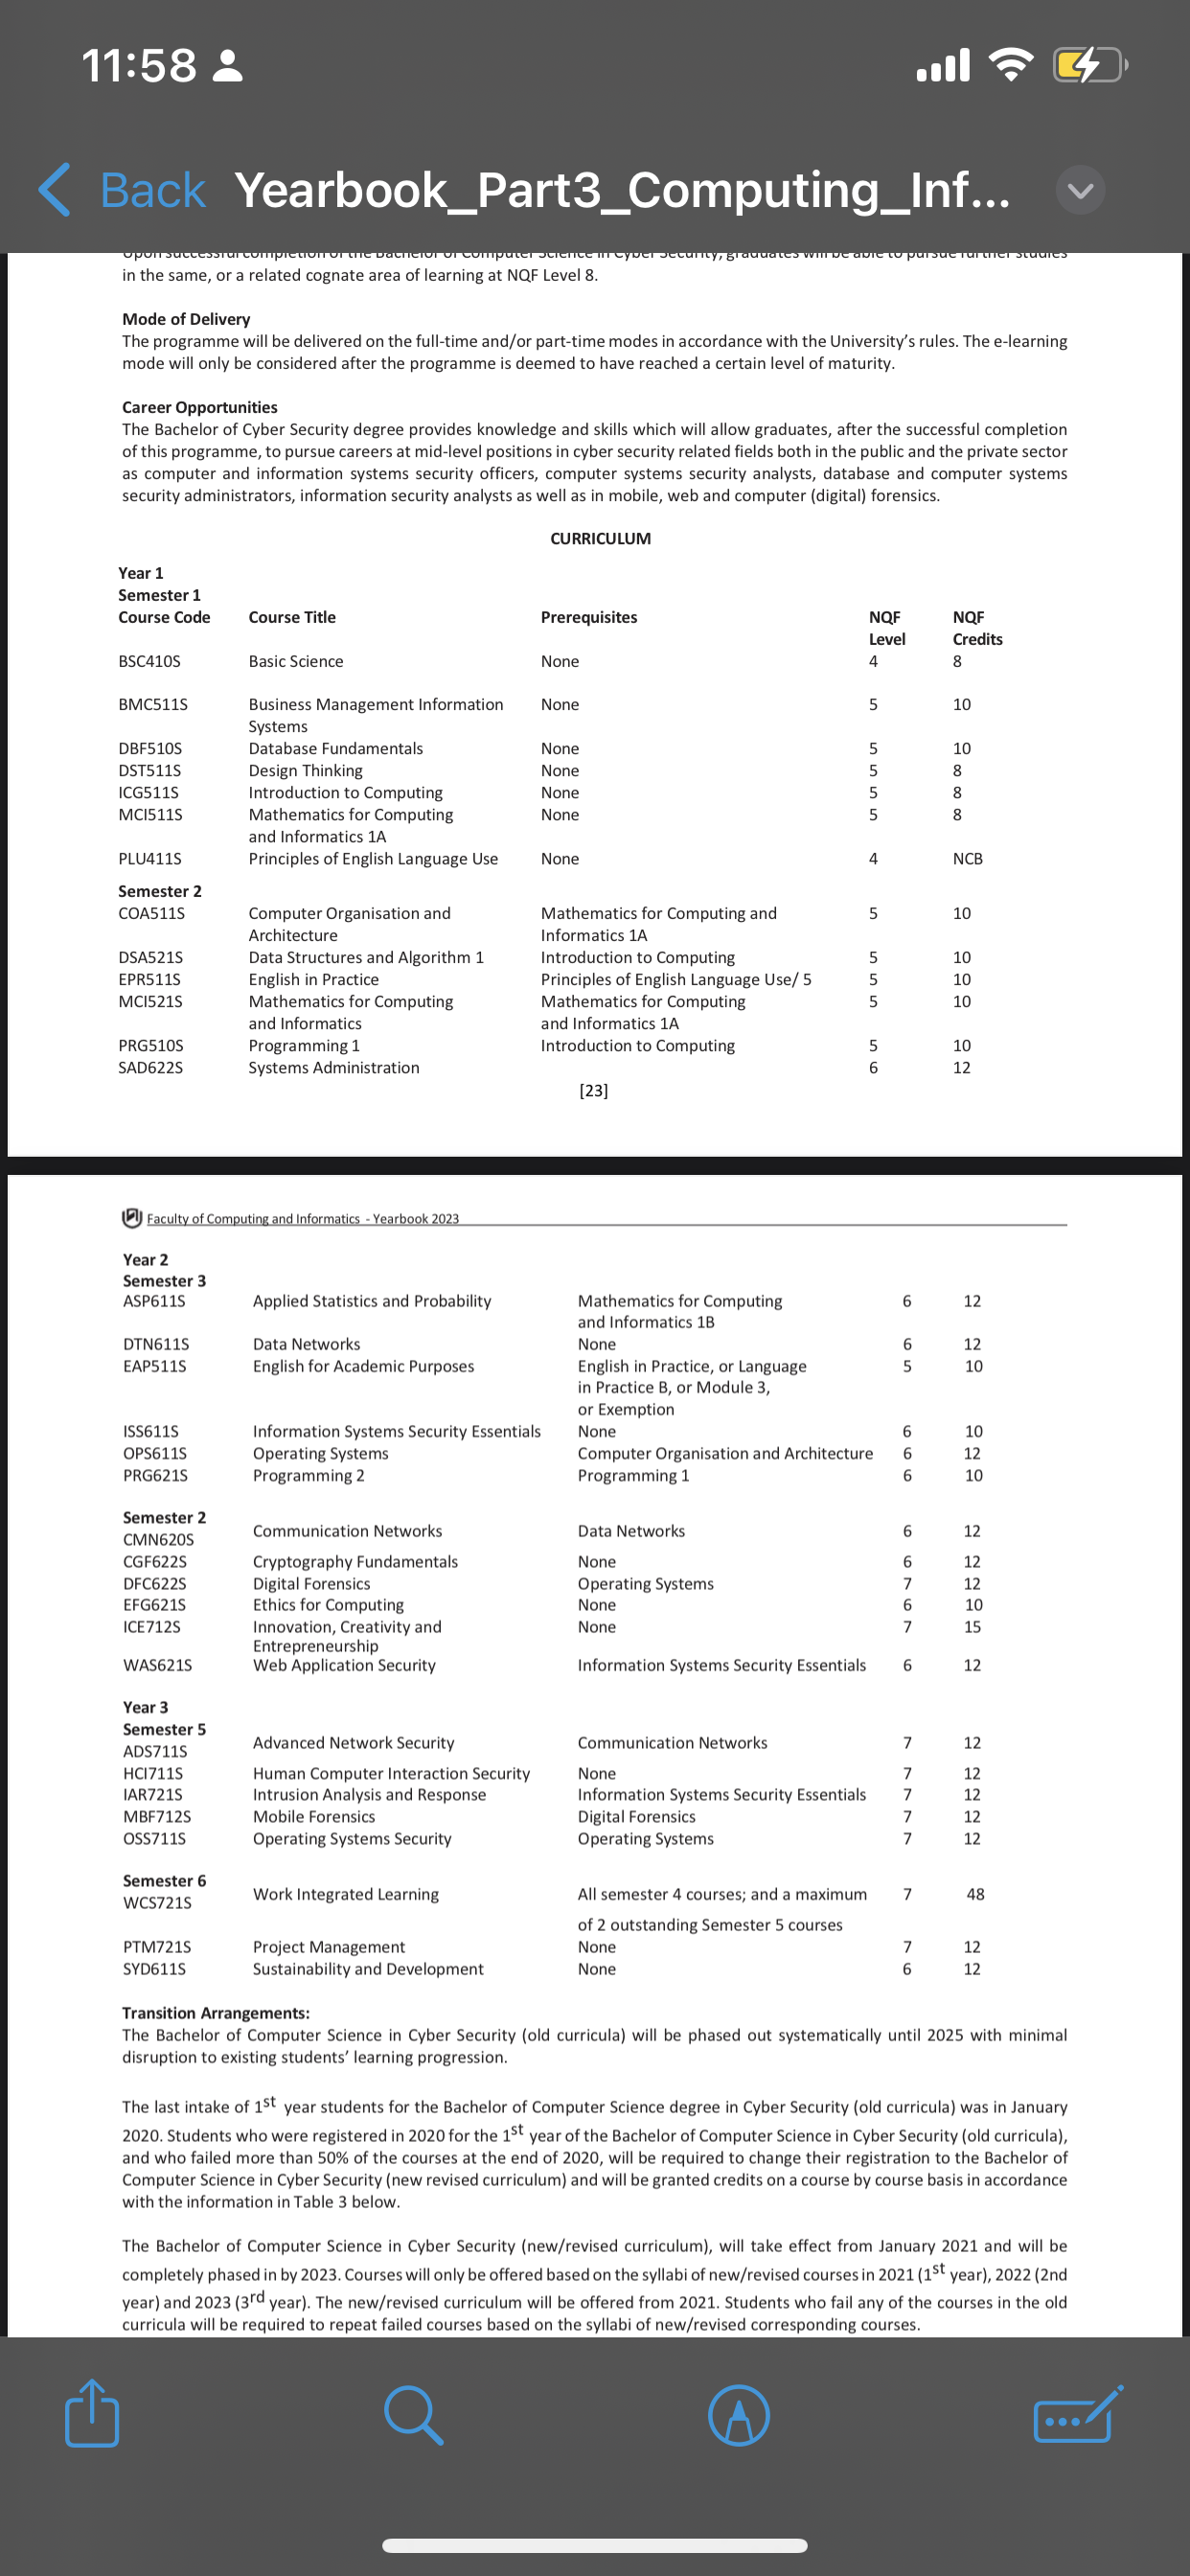 11:58
Back Yearbook_Part3_Computing_Inf...
Upon successful completion of the Bachelor of Computer Science in Cyber Security, graduates will be able to pursue further studies
in the same, or a related cognate area of learning at NQF Level 8.
Mode of Delivery
The programme will be delivered on the full-time and/or part-time modes in accordance with the University’s rules. The e-learning
mode will only be considered after the programme is deemed to have reached a certain level of maturity.
Career Opportunities
The Bachelor of Cyber Security degree provides knowledge and skills which will allow graduates, after the successful completion
of this programme, to pursue careers at mid-level positions in cyber security related fields both in the public and the private sector
as computer and information systems security officers, computer systems security analysts, database and computer systems
security administrators, information security analysts as well as in mobile, web and computer (digital) forensics.
CURRICULUM
Year 1
Semester 1
Course Code Course Title Prerequisites NQF NQF
Level Credits
BSC410S Basic Science None 4 8
BMC511S Business Management Information None 5 10
Systems
DBF510S Database Fundamentals None 5 10
DST511S Design Thinking None 5 8
ICG511S Introduction to Computing None 5 8
MCI511S Mathematics for Computing None 5 8
and Informatics 1A
PLU411S Principles of English Language Use None 4 NCB
Semester 2
COA511S Computer Organisation and Mathematics for Computing and 5 10
Architecture Informatics 1A
DSA521S Data Structures and Algorithm 1 Introduction to Computing 5 10
EPR511S English in Practice Principles of English Language Use/ 5 5 10
MCI521S Mathematics for Computing Mathematics for Computing 5 10
and Informatics and Informatics 1A
PRG510S Programming 1 Introduction to Computing 5 10
SAD622S Systems Administration 6 12
[23]
Faculty of Computing and Informatics - Yearbook 2023
Year 2
Semester 3
ASP611S Applied Statistics and Probability Mathematics for Computing 6 12
and Informatics 1B
DTN611S Data Networks None 6 12
EAP511S English for Academic Purposes English in Practice, or Language 5 10
in Practice B, or Module 3,
or Exemption
ISS611S Information Systems Security Essentials None 6 10
OPS611S Operating Systems Computer Organisation and Architecture 6 12
PRG621S Programming 2 Programming 1 6 10
Semester 2
CMN620S Communication Networks Data Networks 6 12
CGF622S Cryptography Fundamentals None 6 12
DFC622S Digital Forensics Operating Systems 7 12
EFG621S Ethics for Computing None 6 10
ICE712S Innovation, Creativity and None 7 15
Entrepreneurship
WAS621S Web Application Security Information Systems Security Essentials 6 12
Year 3
Semester 5
ADS711S Advanced Network Security Communication Networks 7 12
HCI711S Human Computer Interaction Security None 7 12
IAR721S Intrusion Analysis and Response Information Systems Security Essentials 7 12
MBF712S Mobile Forensics Digital Forensics 7 12
OSS711S Operating Systems Security Operating Systems 7 12
Semester 6
WCS721S Work Integrated Learning All semester 4 courses; and a maximum 7 48
of 2 outstanding Semester 5 courses
PTM721S Project Management None 7 12
SYD611S Sustainability and Development None 6 12
Transition Arrangements:
The Bachelor of Computer Science in Cyber Security (old curricula) will be phased out systematically until 2025 with minimal
disruption to existing students’ learning progression.
The last intake of 1st year students for the Bachelor of Computer Science degree in Cyber Security (old curricula) was in January
2020. Students who were registered in 2020 for the 1st year of the Bachelor of Computer Science in Cyber Security (old curricula),
and who failed more than 50% of the courses at the end of 2020, will be required to change their registration to the Bachelor of
Computer Science in Cyber Security (new revised curriculum) and will be granted credits on a course by course basis in accordance
with the information in Table 3 below.
The Bachelor of Computer Science in Cyber Security (new/revised curriculum), will take effect from January 2021 and will be
completely phased in by 2023. Courses will only be offered based on the syllabi of new/revised courses in 2021 (1st year), 2022 (2nd
year) and 2023 (3rd year). The new/revised curriculum will be offered from 2021. Students who fail any of the courses in the old
curricula will be required to repeat failed courses based on the syllabi of new/revised corresponding courses.